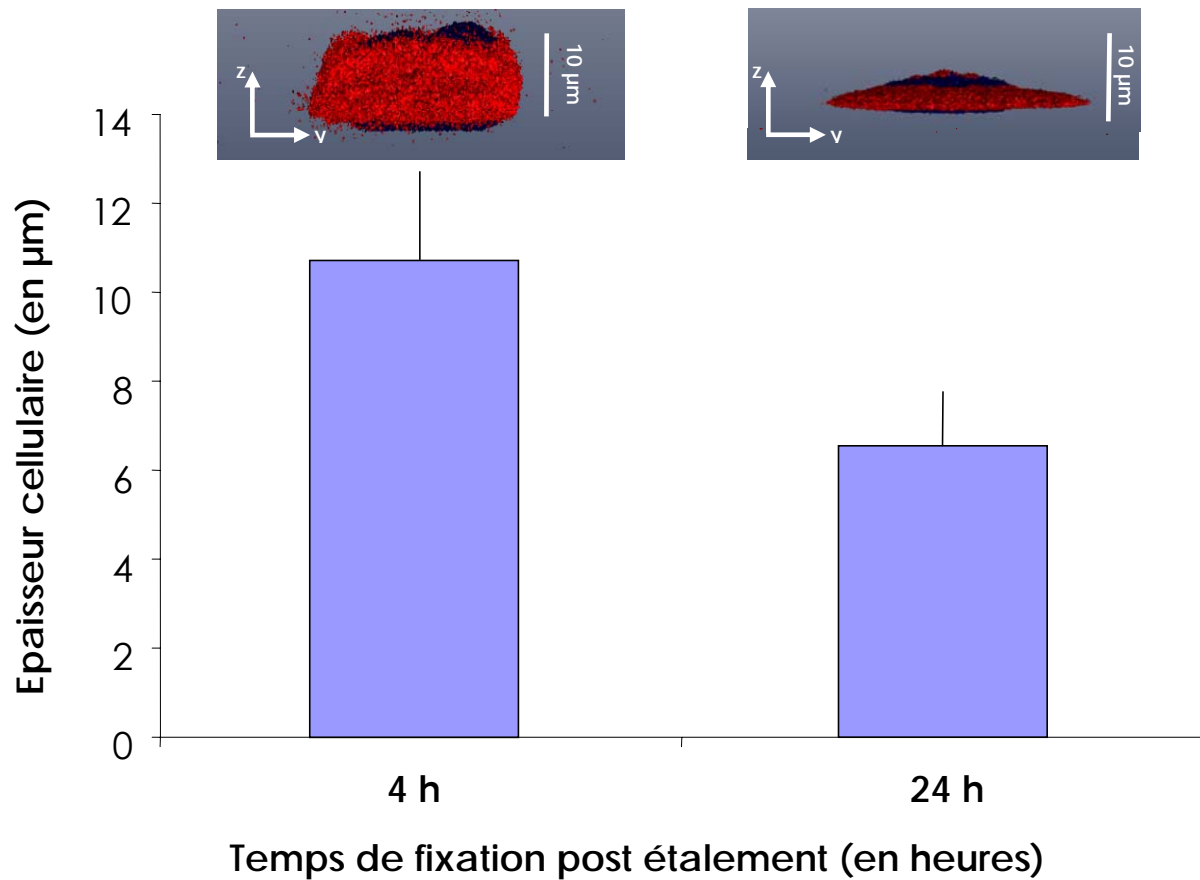 z
y
10 µm
z
y
10 µm
14
12
10
8
6
4
2
0
Epaisseur cellulaire (en µm)
4 h
24 h
Temps de fixation post étalement (en heures)